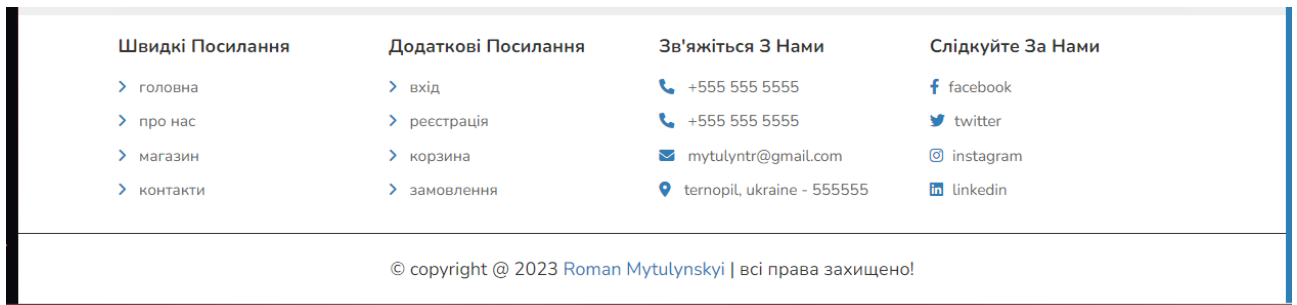 Швидкі Посилання
головна
про нас
магазин
контакти
Додаткові Посилання
вхід
реєстрація
корзина
замовлення
Зв'яжіться З Нами
+555 555 5555
+555 555 5555
mytulyntr@gmail.com
ternopil, ukraine - 555555
Слідкуйте За Нами
facebook
twitter
instagram
linkedin
© copyright @ 2023 Roman Mytulynskyi | всі права захищено!